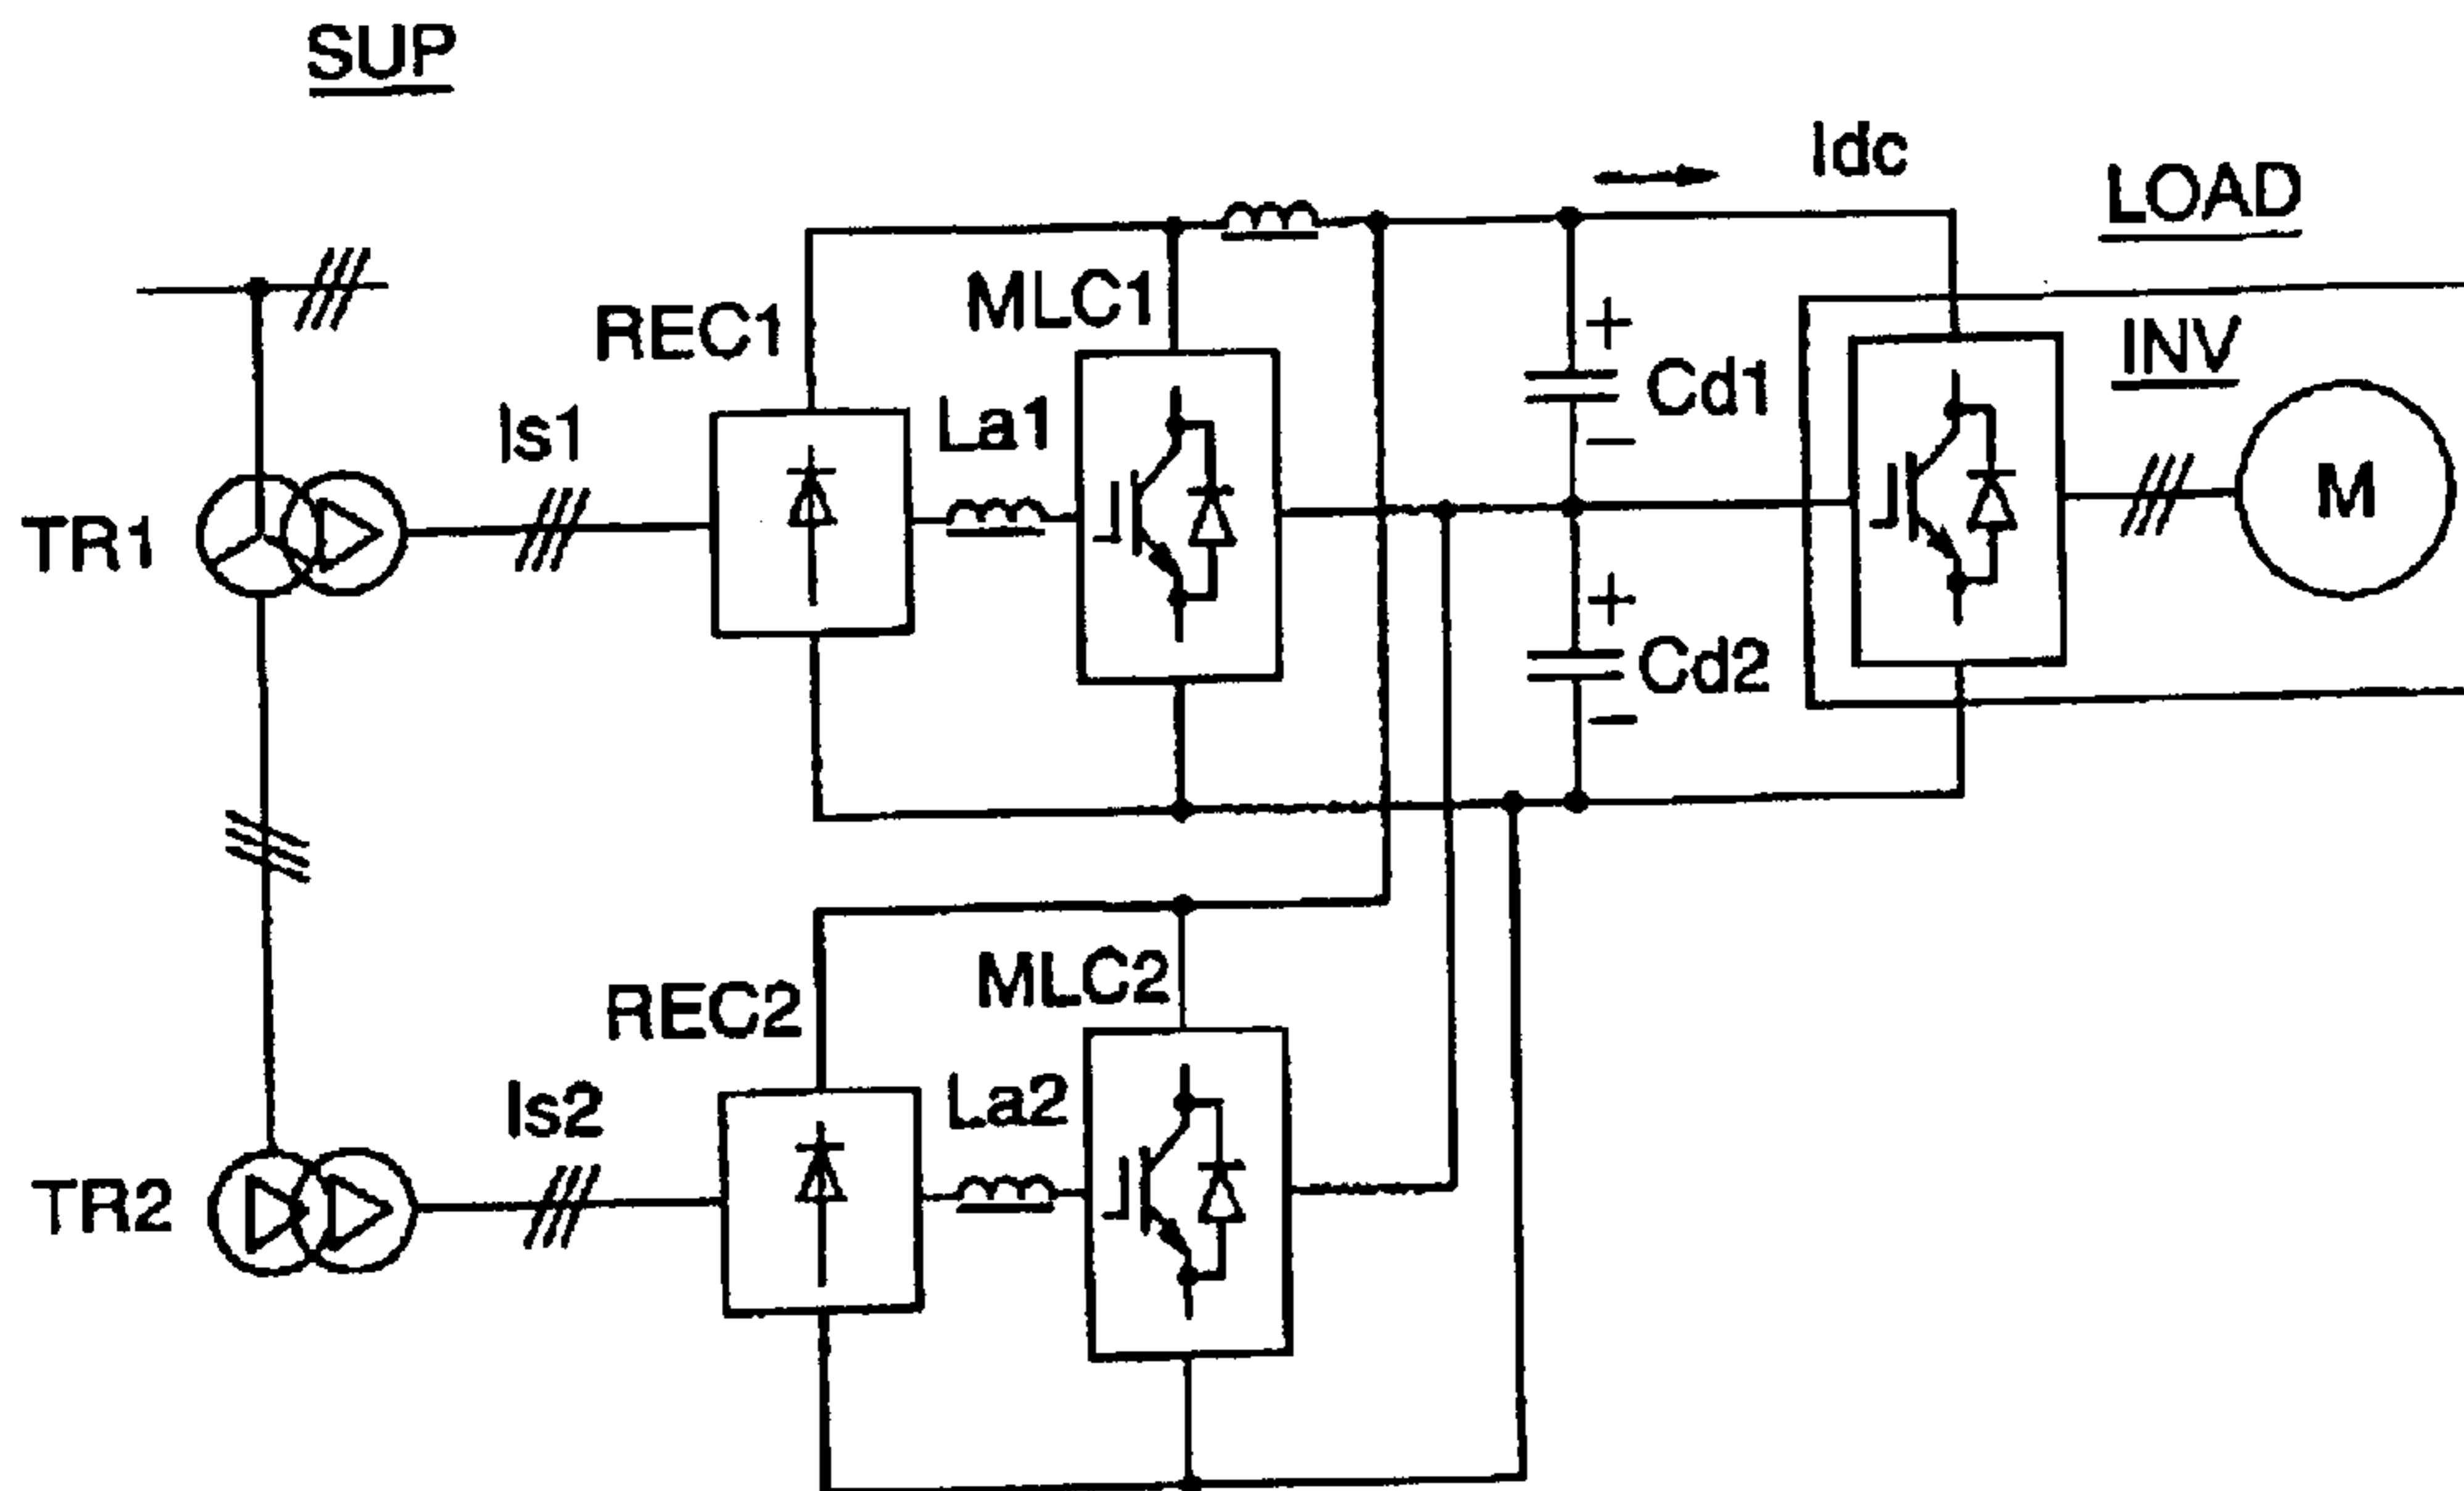 SUP
Idc
LOAD
MLC1
REC1
INV
Cd1
Is1
La1
M
TR1
Cd2
MLC2
REC2
La2
Is2
TR2